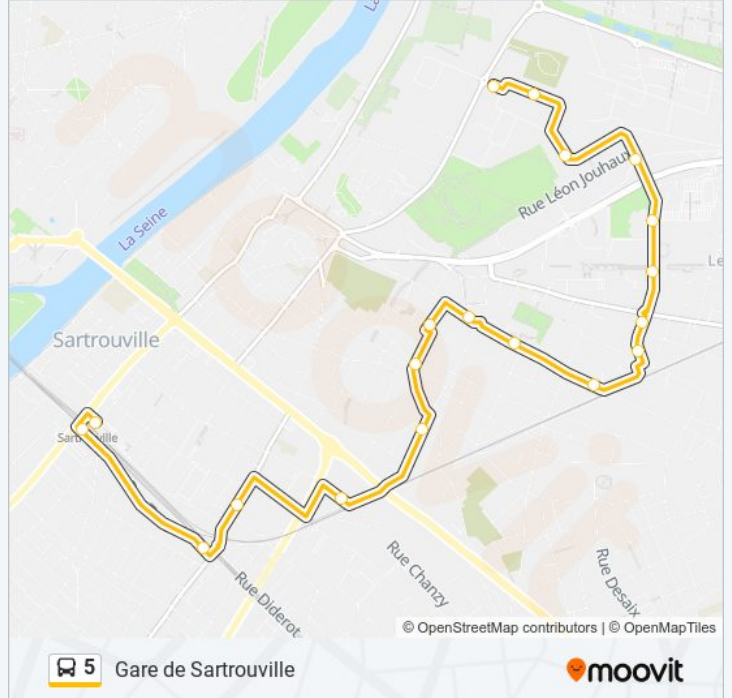 La
La Seine
Rue Léon Jouhaux
Le
Sartrouville
Sartrouville
Rue Chanzy
Rue Desaix
Rue Diderot
© OpenStreetMap contributors | © OpenMapTiles
5 Gare de Sartrouville
moovit